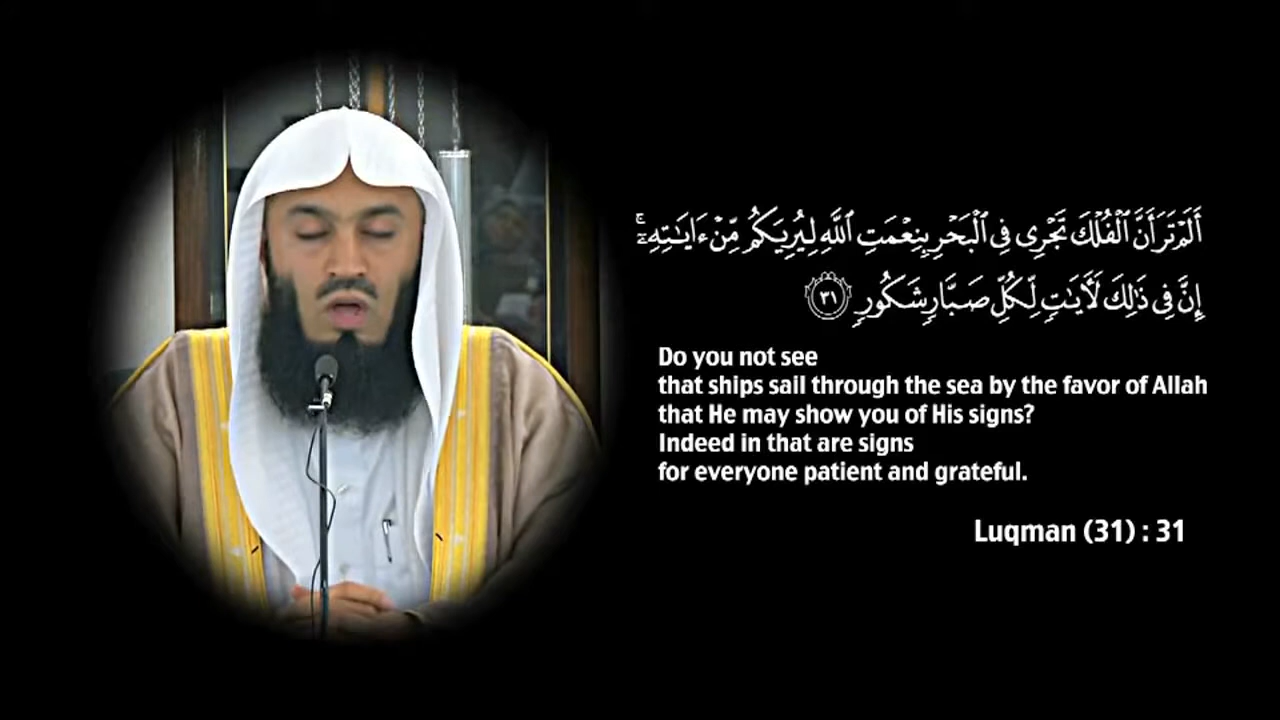 أَلَمْ تَرَ أَنَّ ٱلْفُلْكَ تَجْرِى فِى ٱلْبَحْرِ بِنِعْمَتِ ٱللَّهِ لِيُرِيَكُم مِّنْ ءَايَـٰتِهِۦٓ ۚ
إِنَّ فِى ذَٰلِكَ لَـَٔايَـٰتٍ لِّكُلِّ صَبَّارٍ شَكُورٍ ٣١
Do you not see
that ships sail through the sea by the favor of Allah
that He may show you of His signs?
Indeed in that are signs
for everyone patient and grateful.
Luqman (31) : 31